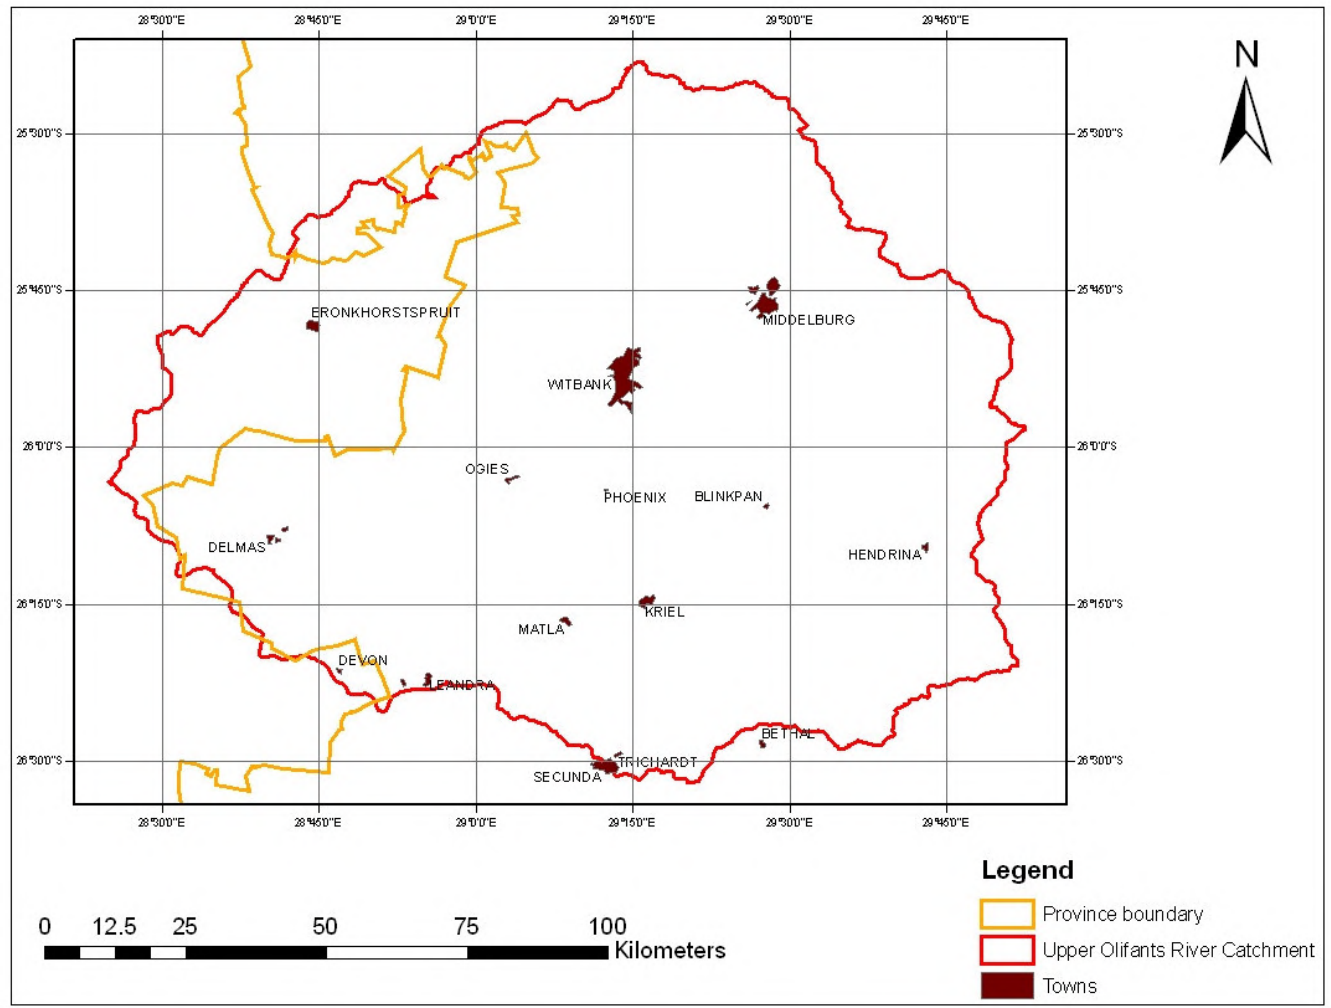 28°30'0"E 28°45'0"E 29°0'0"E 29°15'0"E 29°30'0"E 29°45'0"E
N
25°30'0"S 25°30'0"S
25°45'0"S 25°45'0"S
BRONKHORSTSPRUIT
MIDDELBURG
WITBANK
26°0'0"S 26°0'0"S
OGIES
PHOENIX
BLINKPAN
DELMAS
HENDRINA
26°15'0"S 26°15'0"S
KRIEL
MATLA
DEVON
LEANDRA
BETHAL
26°30'0"S 26°30'0"S
TRICHARDT
SECUNDA
28°30'0"E 28°45'0"E 29°0'0"E 29°15'0"E 29°30'0"E 29°45'0"E
Legend
Province boundary
Upper Olifants River Catchment
Towns
0 12.5 25 50 75 100
Kilometers